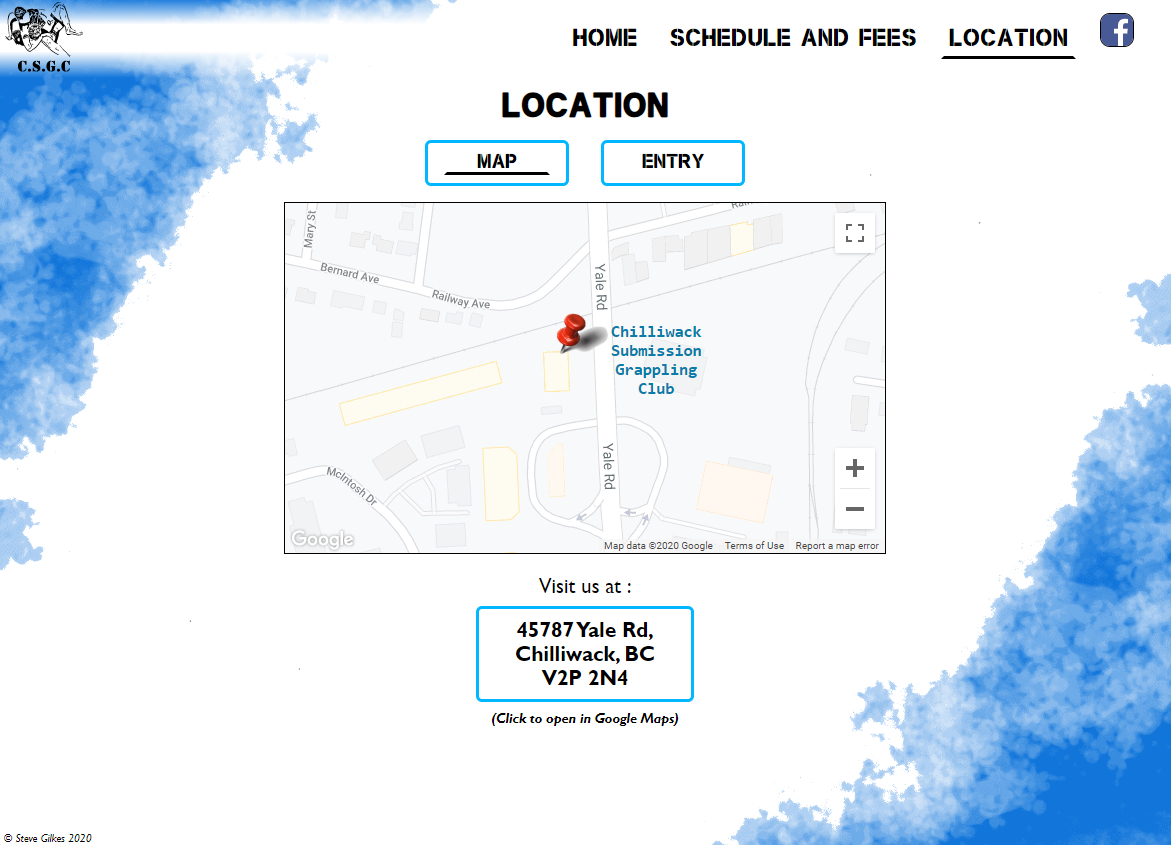 C.S.G.C
HOME
SCHEDULE AND FEES
LOCATION
f
LOCATION
MAP
ENTRY
Mary St
Bernard Ave
Railway Ave
Yale Rd
Chilliwack
Submission
Grappling
Club
Yale Rd
McIntosh Dr
Google
Map data ©2020 Google
Terms of Use
Report a map error
Visit us at :
45787 Yale Rd,
Chilliwack, BC
V2P 2N4
(Click to open in Google Maps)
© Steve Gilkes 2020